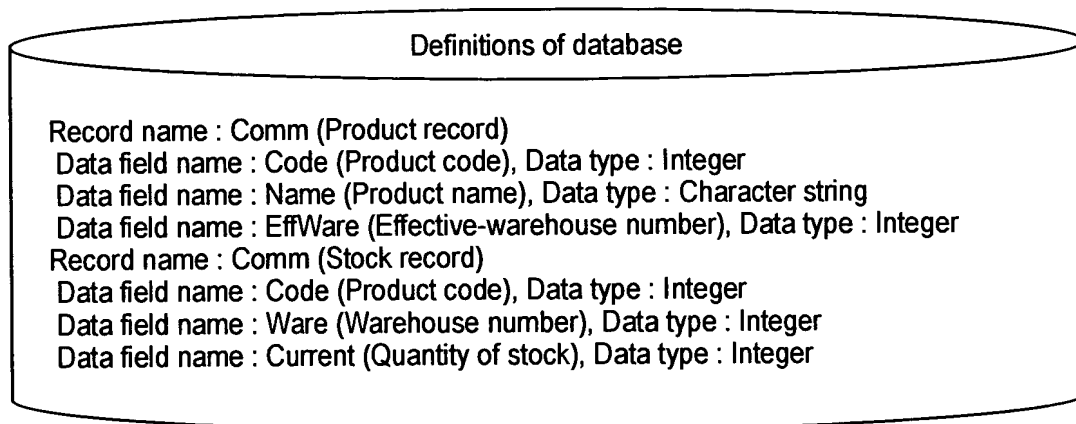 Definitions of database
Record name : Comm (Product record)
Data field name : Code (Product code), Data type : Integer
Data field name : Name (Product name), Data type : Character string
Data field name : EffWare (Effective-warehouse number), Data type : Integer
Record name : Comm (Stock record)
Data field name : Code (Product code), Data type : Integer
Data field name : Ware (Warehouse number), Data type : Integer
Data field name : Current (Quantity of stock), Data type : Integer